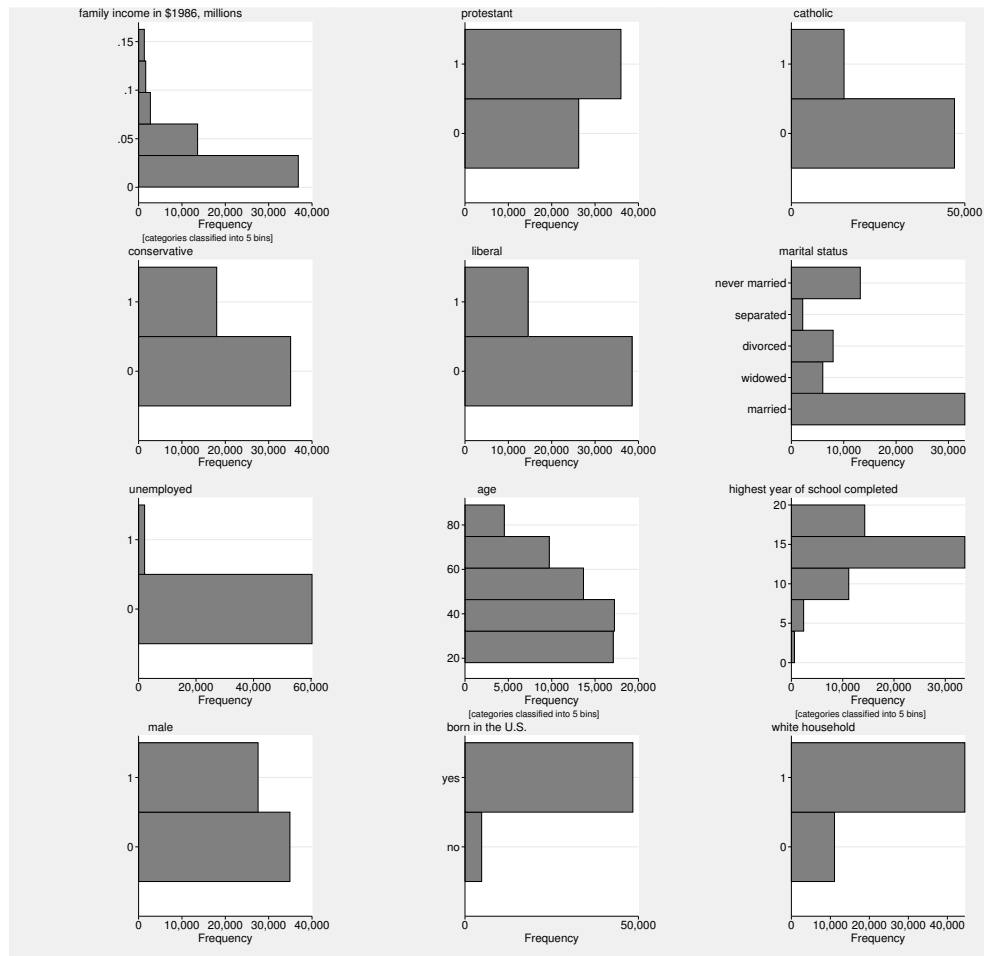 family income in $1986, millions
.15
.1
.05
0
0 10,000 20,000 30,000 40,000
Frequency
[categories classified into 5 bins]
protestant
1
0
0 10,000 20,000 30,000 40,000
Frequency
catholic
1
0
0 50,000
Frequency
conservative
1
0
0 10,000 20,000 30,000 40,000
Frequency
liberal
1
0
0 10,000 20,000 30,000 40,000
Frequency
marital status
never married
separated
divorced
widowed
married
0 10,000 20,000 30,000
Frequency
unemployed
1
0
0 20,000 40,000 60,000
Frequency
age
80
60
40
20
0 5,000 10,000 15,000 20,000
Frequency
[categories classified into 5 bins]
highest year of school completed
20
15
10
5
0
0 10,000 20,000 30,000
Frequency
[categories classified into 5 bins]
male
1
0
0 10,000 20,000 30,000 40,000
Frequency
born in the U.S.
yes
no
0 50,000
Frequency
white household
1
0
0 10,000 20,000 30,000 40,000
Frequency